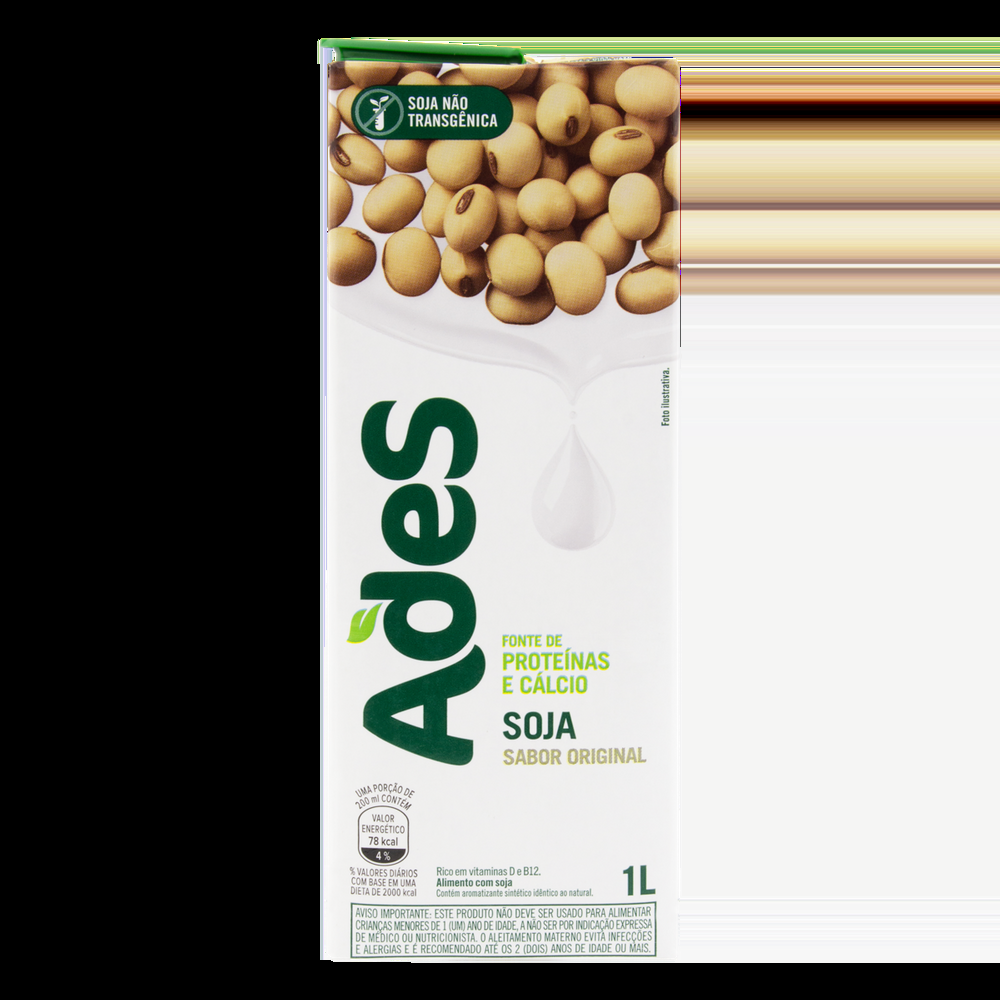 SOJA NÃO
TRANSGÊNICA
Foto ilustrativa.
AdeS
FONTE DE
PROTEÍNAS
E CÁLCIO
SOJA
SABOR ORIGINAL
UMA PORÇÃO DE
200 ml CONTÉM
VALOR
ENERGÉTICO
78 kcal
4 %
% VALORES DIÁRIOS
COM BASE EM UMA
DIETA DE 2000 kcal
Rico em vitaminas D e B12.
Alimento com soja
Contém aromatizante sintético idêntico ao natural.
1L
AVISO IMPORTANTE: ESTE PRODUTO NÃO DEVE SER USADO PARA ALIMENTAR
CRIANÇAS MENORES DE 1 (UM) ANO DE IDADE, A NÃO SER POR INDICAÇÃO EXPRESSA
DE MÉDICO OU NUTRICIONISTA. O ALEITAMENTO MATERNO EVITA INFECÇÕES
E ALERGIAS E É RECOMENDADO ATÉ OS 2 (DOIS) ANOS DE IDADE OU MAIS.